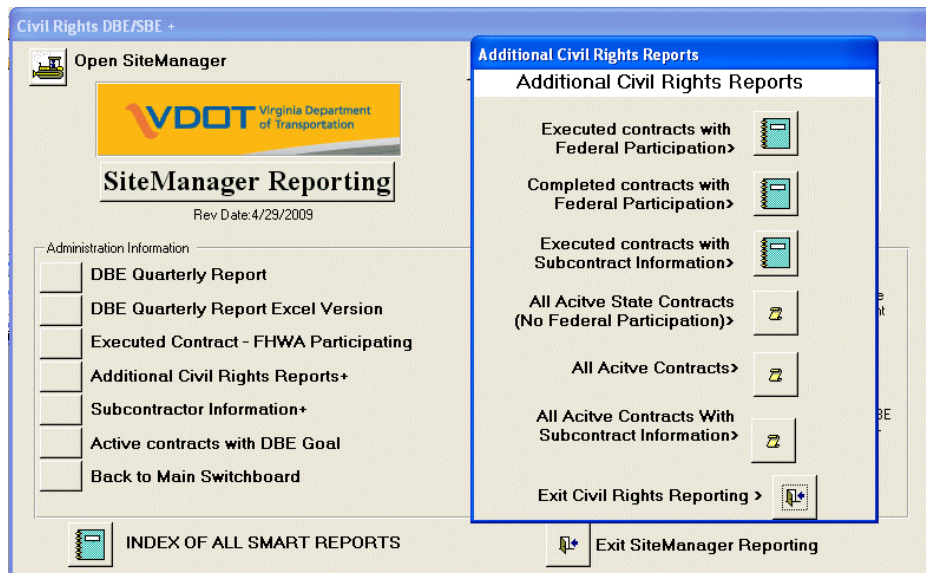 Civil Rights DBE/SBE +
Open SiteManager
VDOT Virginia Department
of Transportation
SiteManager Reporting
Rev Date:4/29/2009
Administration Information
DBE Quarterly Report
DBE Quarterly Report Excel Version
Executed Contract - FHWA Participating
Additional Civil Rights Reports+
Subcontractor Information+
Active contracts with DBE Goal
Back to Main Switchboard
INDEX OF ALL SMART REPORTS
Additional Civil Rights Reports
Additional Civil Rights Reports
Executed contracts with
Federal Participation>
Completed contracts with
Federal Participation>
Executed contracts with
Subcontract Information>
All Acitve State Contracts
(No Federal Participation)>
All Acitve Contracts>
All Acitve Contracts With
Subcontract Information>
Exit Civil Rights Reporting >
Exit SiteManager Reporting